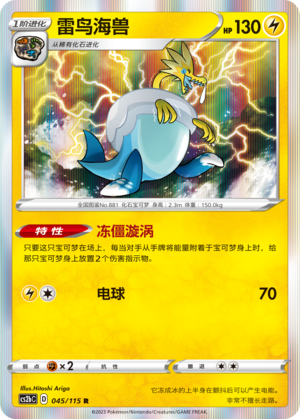 1阶进化
雷鸟海兽
HP 130
从稀有化石进化
全国图鉴No.881 化石宝可梦 身高：2.3m 体重：150.0kg
特性 冻僵漩涡
只要这只宝可梦在场上，每当对手从手牌将能量附着于宝可梦身上时，给
那只宝可梦身上放置2个伤害指示物。
电球 70
弱点 ×2 抗性 撤退
Illus.Hitoshi Ariga
cs2b C D 045/115 R
它冻成冰的上半身在颤抖后可以产生电力。
非常不擅长走路。
©2023 Pokémon/Nintendo/Creatures/GAME FREAK.